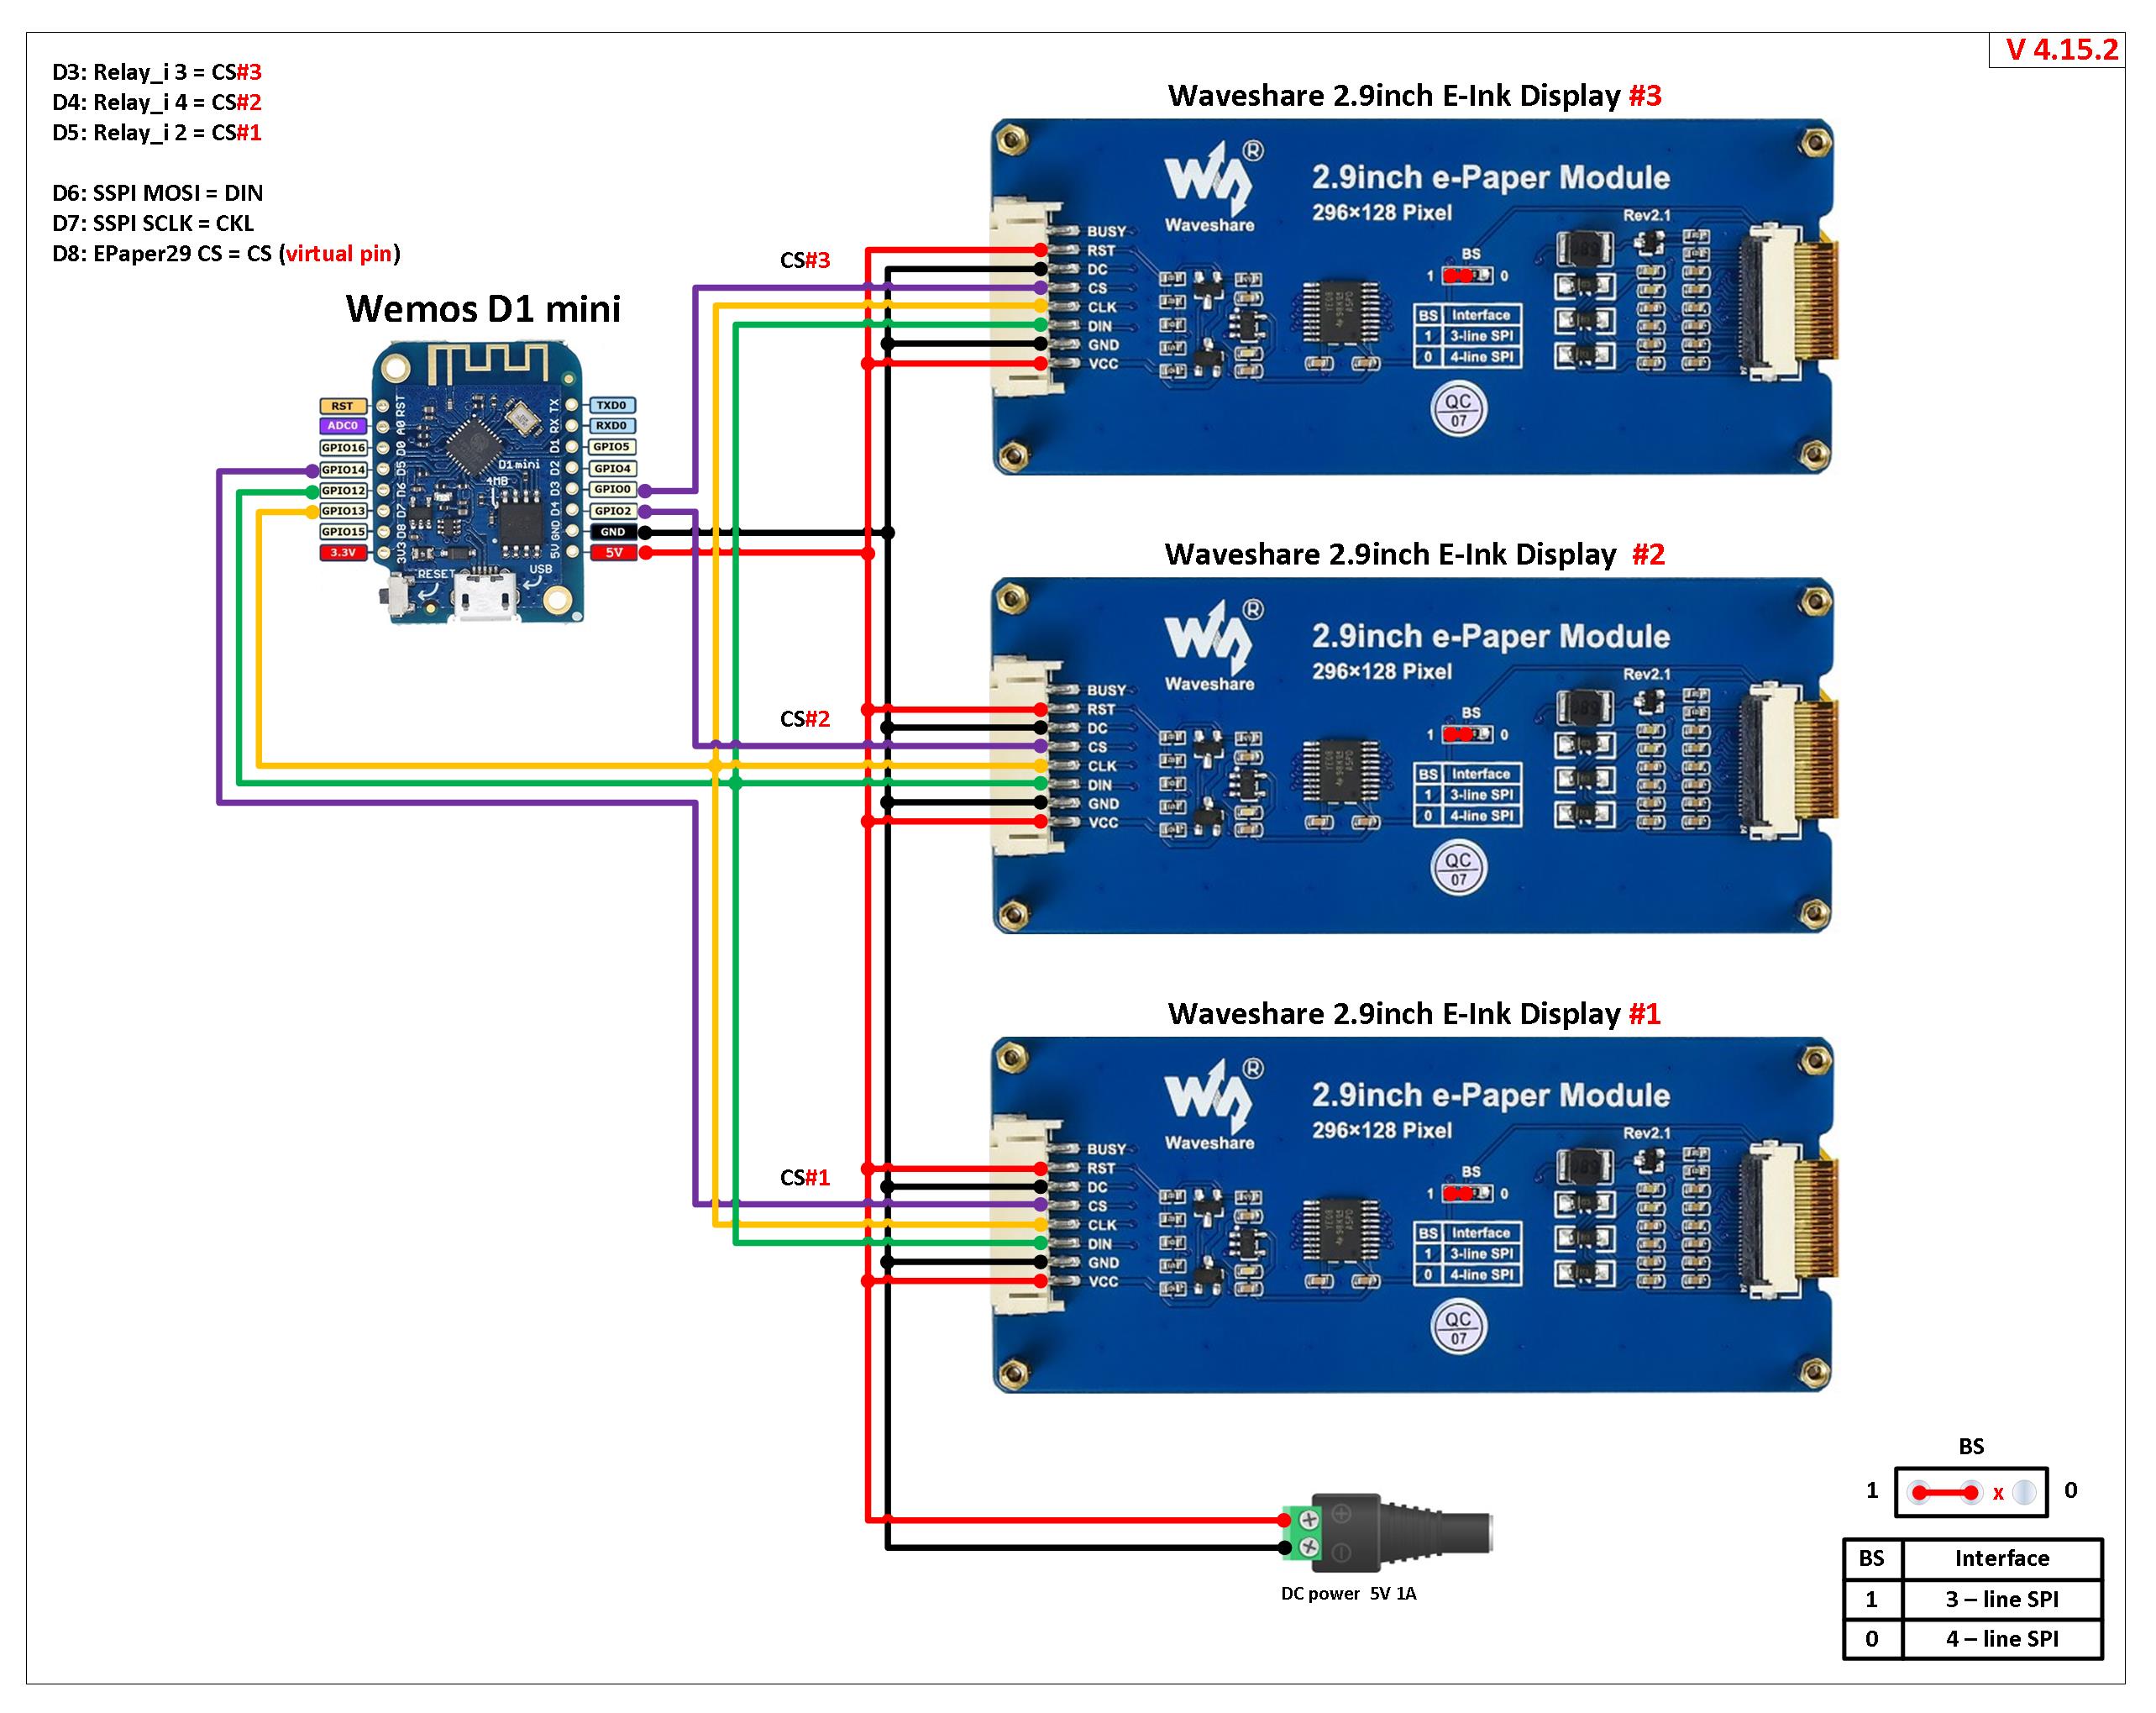 V 4.15.2
D3: Relay_i 3 = CS#3
D4: Relay_i 4 = CS#2
D5: Relay_i 2 = CS#1
D6: SSPI MOSI = DIN
D7: SSPI SCLK = CKL
D8: EPaper29 CS = CS (virtual pin)
Wemos D1 mini
RST
ADC0
GPIO16
GPIO14
GPIO12
GPIO13
GPIO15
3.3V
RST
A0
D0
D5
D6
D7
D8
3V3
TX
RX
D1
D2
D3
D4
GND
5V
TXD0
RXD0
GPIO5
GPIO4
GPIO0
GPIO2
GND
5V
D1 mini
4MB
RESET
USB
CS#3
Waveshare 2.9inch E-Ink Display #3
®
Waveshare
2.9inch e-Paper Module
296×128 Pixel
Rev2.1
BUSY
RST
DC
CS
CLK
DIN
GND
VCC
BS
1 0
BS Interface
1 3-line SPI
0 4-line SPI
QC
07
CS#2
Waveshare 2.9inch E-Ink Display #2
®
Waveshare
2.9inch e-Paper Module
296×128 Pixel
Rev2.1
BUSY
RST
DC
CS
CLK
DIN
GND
VCC
BS
1 0
BS Interface
1 3-line SPI
0 4-line SPI
QC
07
CS#1
Waveshare 2.9inch E-Ink Display #1
®
Waveshare
2.9inch e-Paper Module
296×128 Pixel
Rev2.1
BUSY
RST
DC
CS
CLK
DIN
GND
VCC
BS
1 0
BS Interface
1 3-line SPI
0 4-line SPI
QC
07
DC power 5V 1A
BS
1 x 0
BS Interface
1 3 – line SPI
0 4 – line SPI